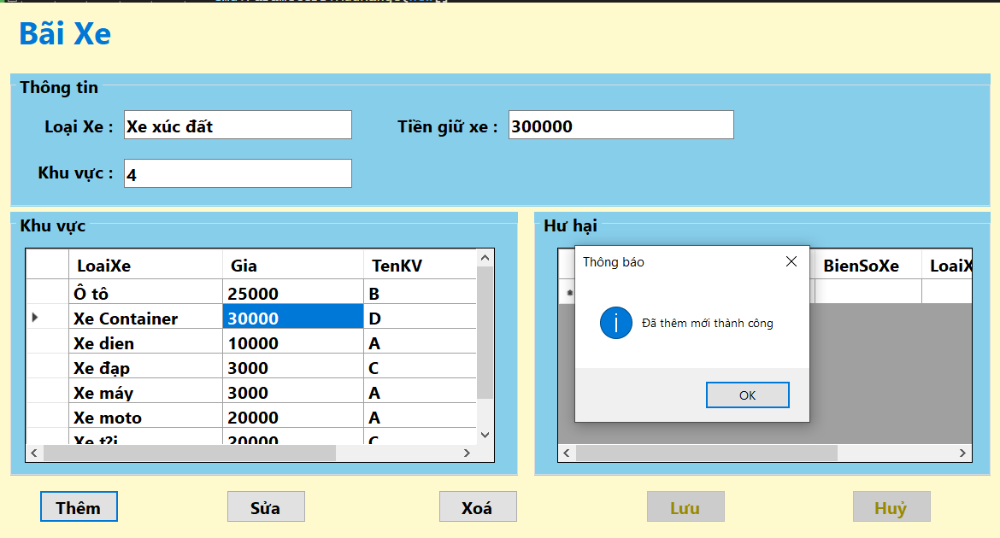 Bãi Xe
Thông tin
Loại Xe : Xe xúc đất Tiền giữ xe : 300000
Khu vực : 4
Khu vực
LoaiXe Gia TenKV
Ô tô 25000 B
Xe Container 30000 D
Xe dien 10000 A
Xe đạp 3000 C
Xe máy 3000 A
Xe moto 20000 A
Xe t?i 20000 C
Hư hại
BienSoXe LoaiX
Thông báo
Đã thêm mới thành công
OK
Thêm Sửa Xoá Lưu Huỷ